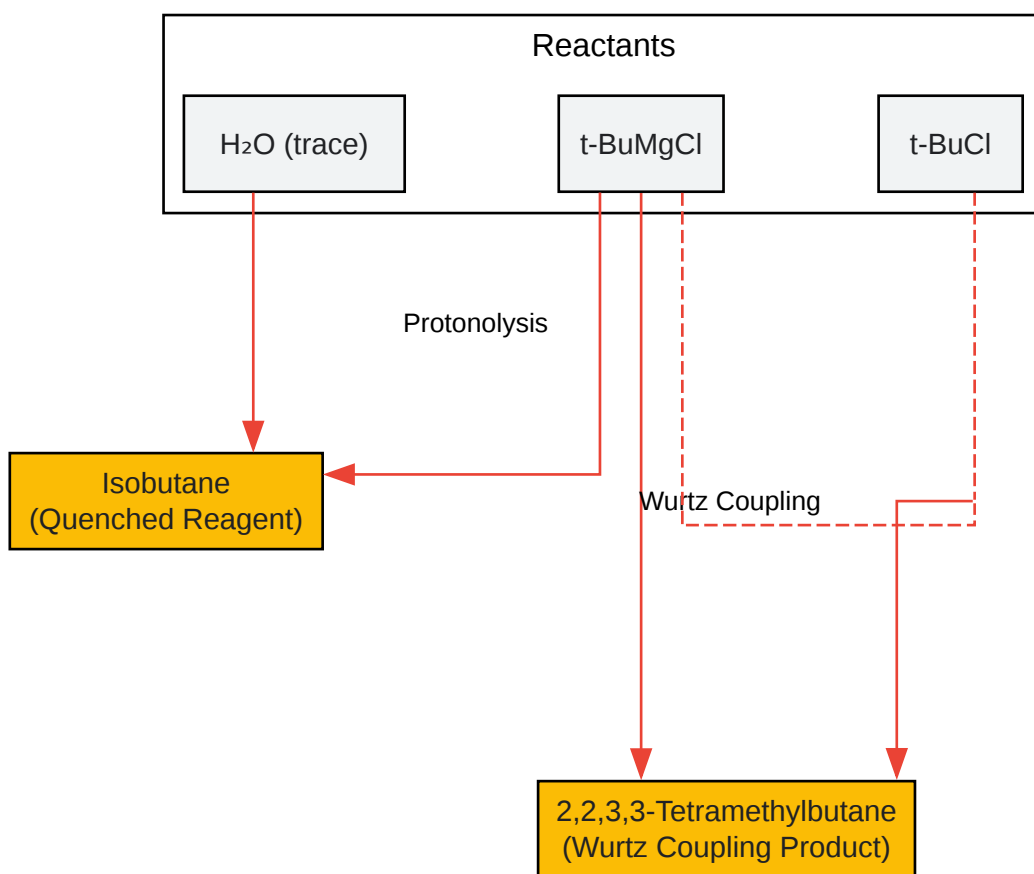 Reactants
H₂O (trace)
t-BuMgCl
t-BuCl
Protonolysis
Isobutane
(Quenched Reagent)
Wurtz Coupling
2,2,3,3-Tetramethylbutane
(Wurtz Coupling Product)